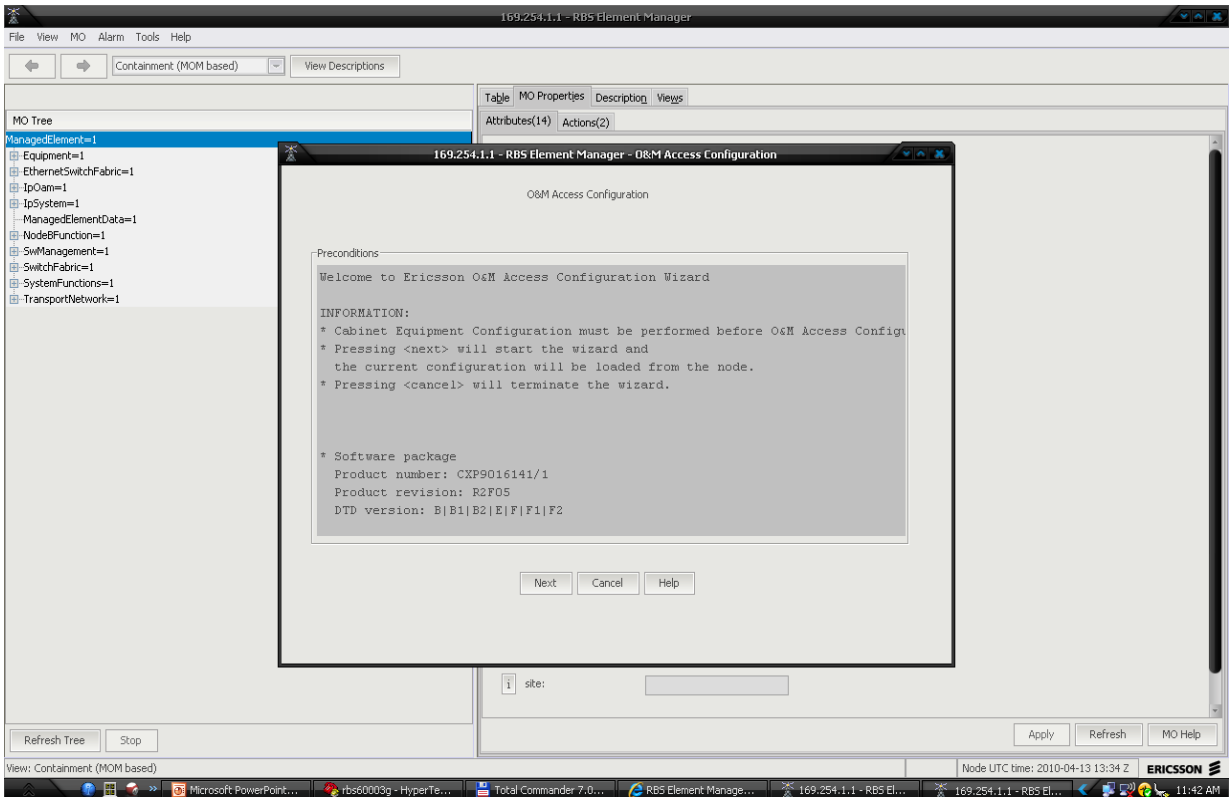 169.254.1.1 - RBS Element Manager
File View MO Alarm Tools Help
Containment (MOM based) View Descriptions
Table MO Properties Description Views
MO Tree
Attributes(14) Actions(2)
ManagedElement=1
Equipment=1
EthernetSwitchFabric=1
IpOam=1
IpSystem=1
ManagedElementData=1
NodeBFunction=1
SwManagement=1
SwitchFabric=1
SystemFunctions=1
TransportNetwork=1
169.254.1.1 - RBS Element Manager - O&M Access Configuration
O&M Access Configuration
Preconditions
Welcome to Ericsson O&M Access Configuration Wizard
INFORMATION:
* Cabinet Equipment Configuration must be performed before O&M Access Configu
* Pressing <next> will start the wizard and
the current configuration will be loaded from the node.
* Pressing <cancel> will terminate the wizard.
* Software package
Product number: CXP9016141/1
Product revision: R2F05
DTD version: B|B1|B2|E|F|F1|F2
Next Cancel Help
i site:
Refresh Tree Stop
Apply Refresh MO Help
View: Containment (MOM based)
Node UTC time: 2010-04-13 13:34 Z ERICSSON
» Microsoft PowerPoint... rbs60003g - HyperTe... Total Commander 7.0... RBS Element Manage... 169.254.1.1 - RBS El... 169.254.1.1 - RBS El... 11:42 AM